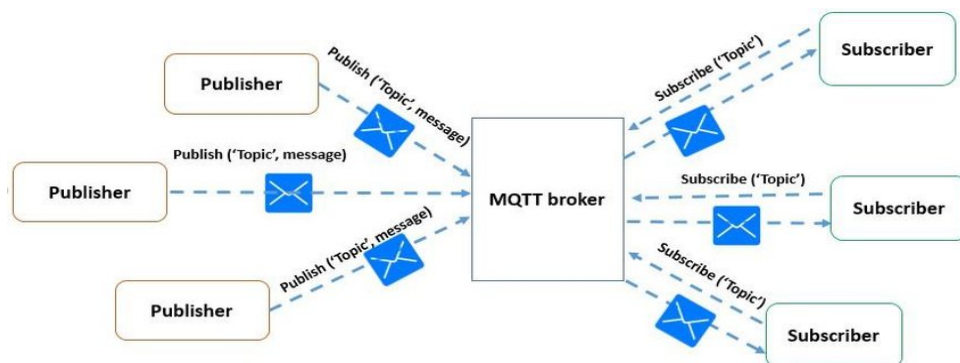 Publisher
Publish (‘Topic’, message)
Publish (‘Topic’, message)
Publisher
Publish (‘Topic’, message)
Publisher
MQTT broker
Subscribe (‘Topic’)
Subscriber
Subscribe (‘Topic’)
Subscriber
Subscribe (‘Topic’)
Subscriber